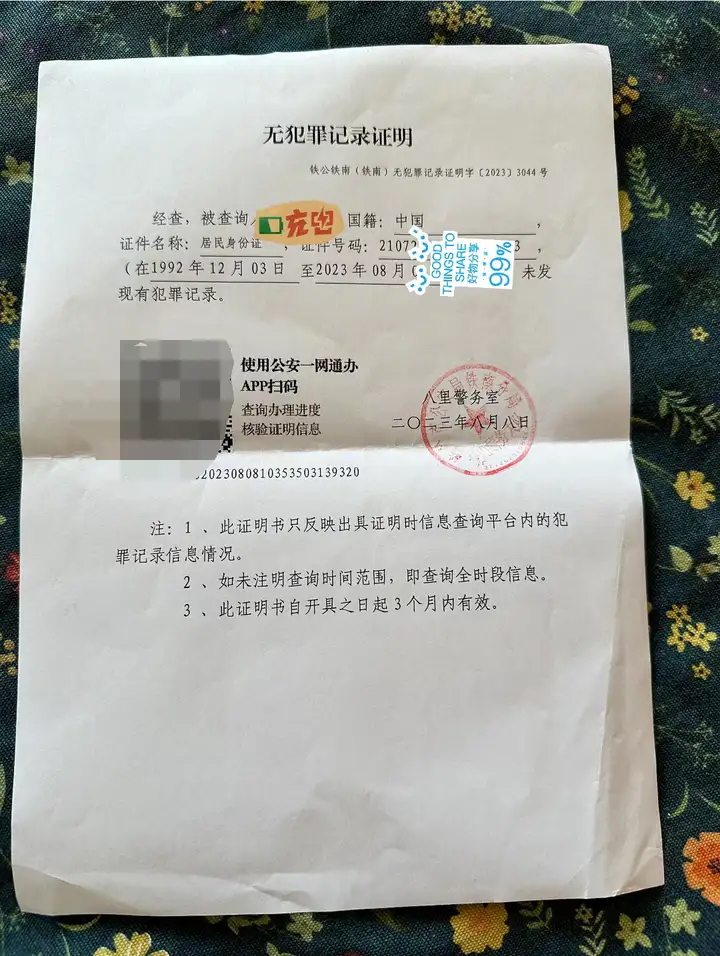 无犯罪记录证明
铁公铁南（铁南）无犯罪记录证明字〔2023〕3044号
经查，被查询 充电 国籍：中国，
证件名称：居民身份证，证件号码：21072 3，
（在1992年12月03日 至2023年08月 未发
现有犯罪记录。
GOOD
THINGS TO
SHARE
好物分享
99%
使用公安一网通办
APP扫码
查询办理进度
核验证明信息
八里警务室
二〇二三年八月八日
2023080810353503139320
注：1、此证明书只反映出具证明时信息查询平台内的犯
罪记录信息情况。
2、如未注明查询时间范围，即查询全时段信息。
3、此证明书自开具之日起3个月内有效。